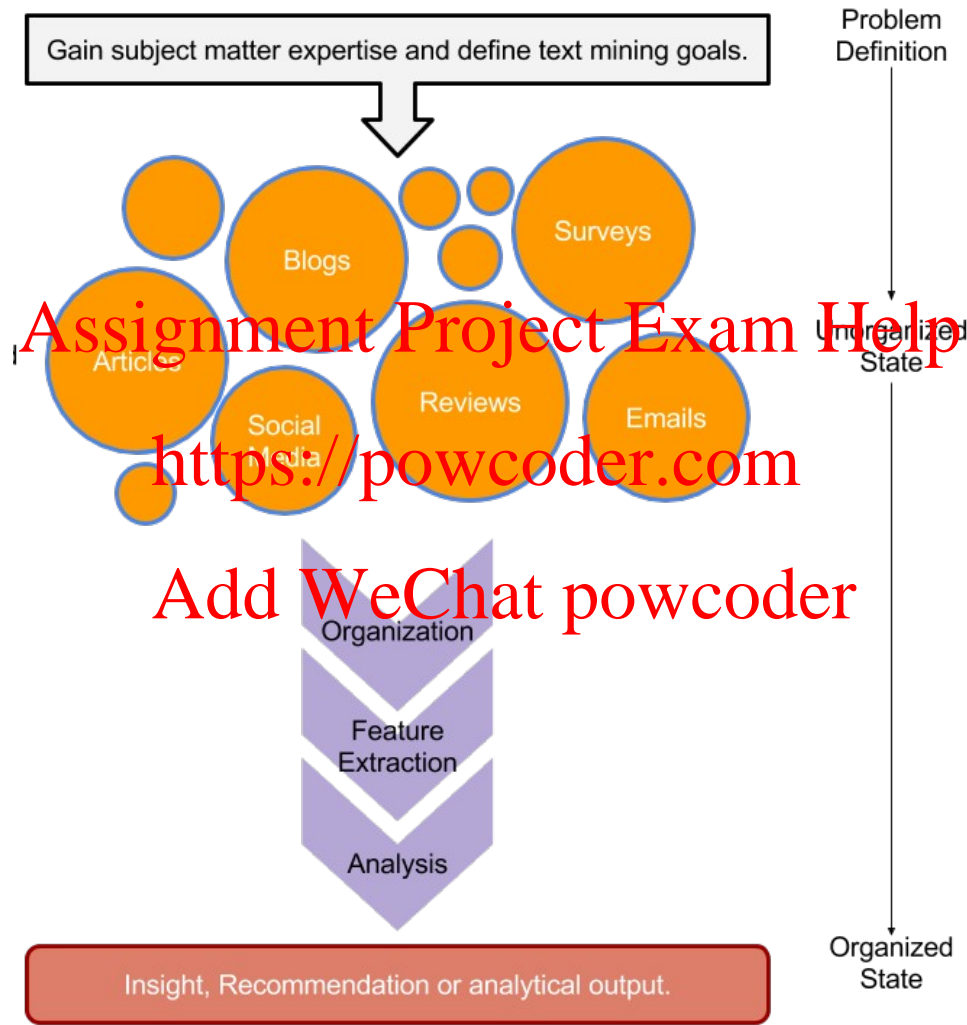 Problem
Definition
Gain subject matter expertise and define text mining goals.
Blogs
Surveys
Assignment Project Exam Help
Unorganized
State
Articles
Reviews
Social
Media
Emails
https://powcoder.com
Add WeChat powcoder
Organization
Feature
Extraction
Analysis
Organized
State
Insight, Recommendation or analytical output.